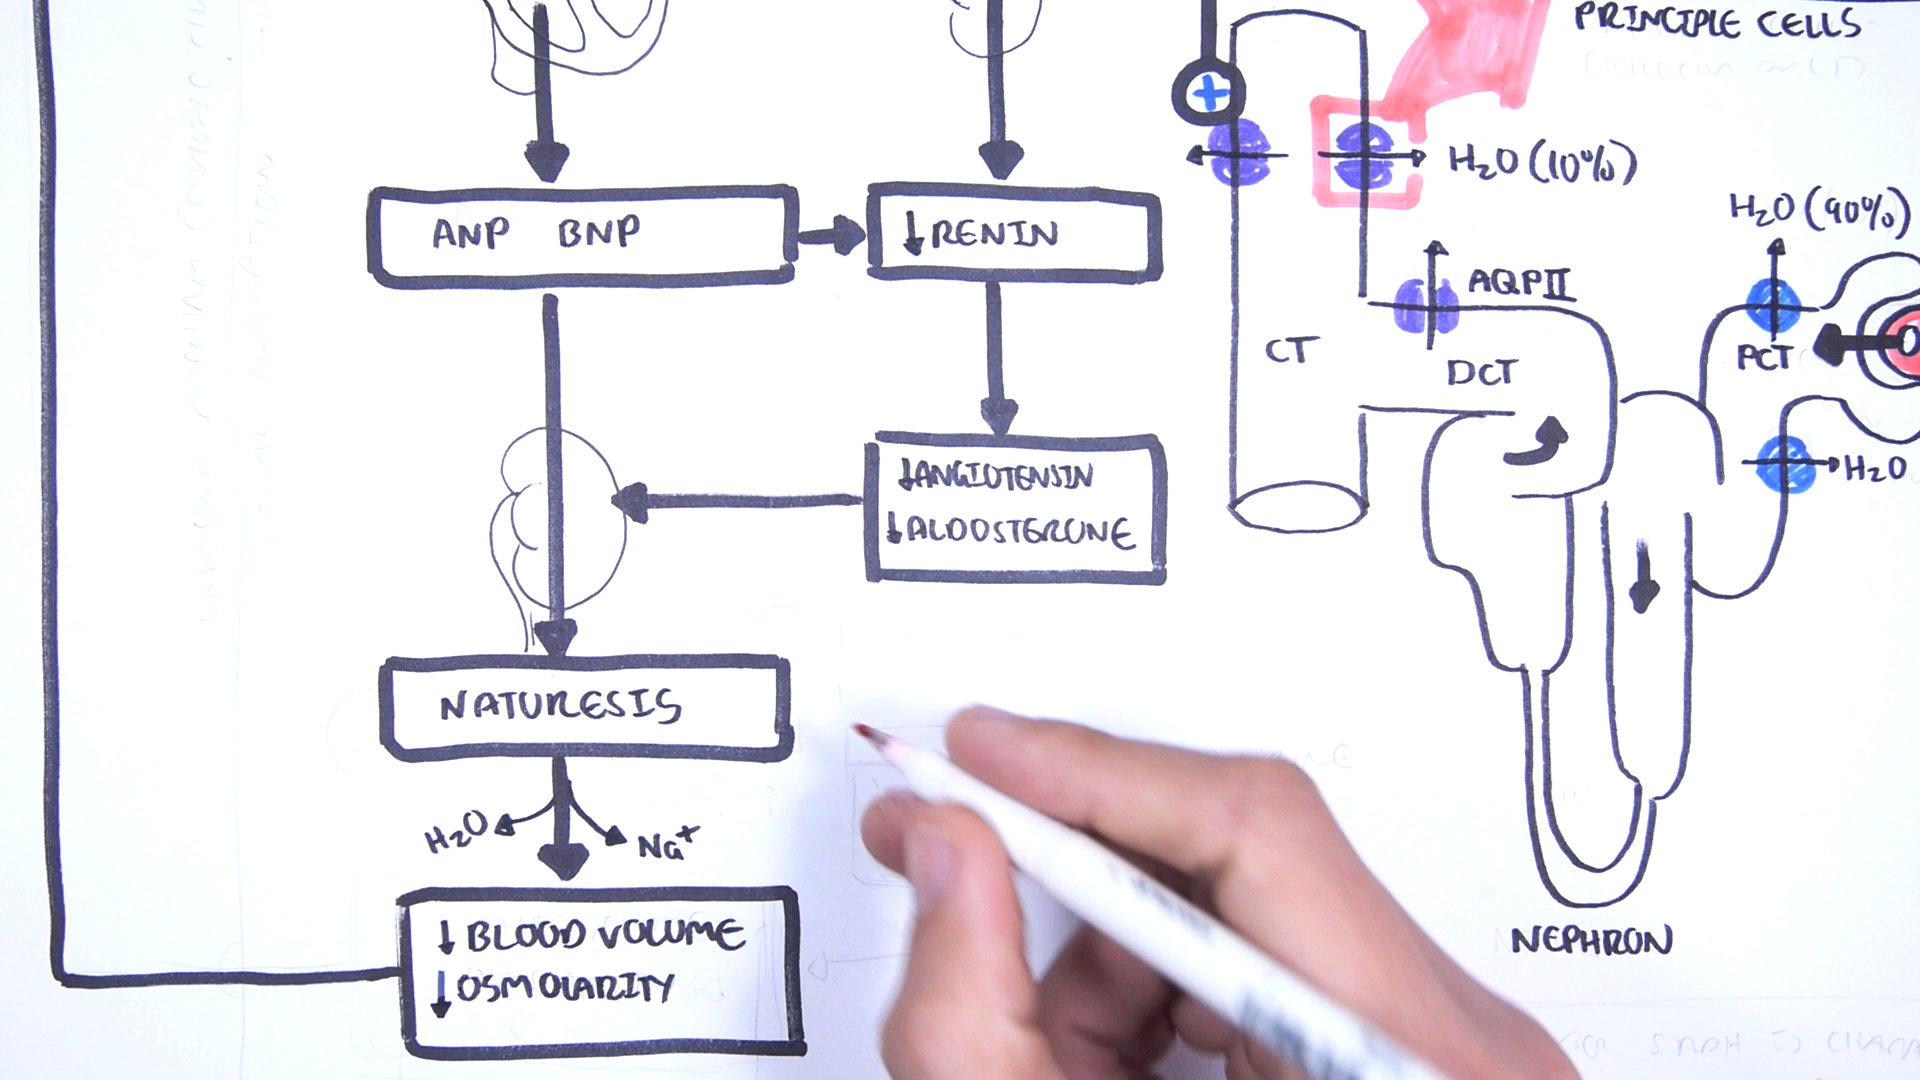 PRINCIPLE CELLS
H₂O (10%)
H₂O (90%)
ANP BNP
↓RENIN
AQPII
CT
DCT
PCT
H₂O
↓ANGIOTENSIN
↓ALDOSTERONE
NATURESIS
H₂O
Na⁺
↓ BLOOD VOLUME
↓OSMOLARITY
NEPHRON